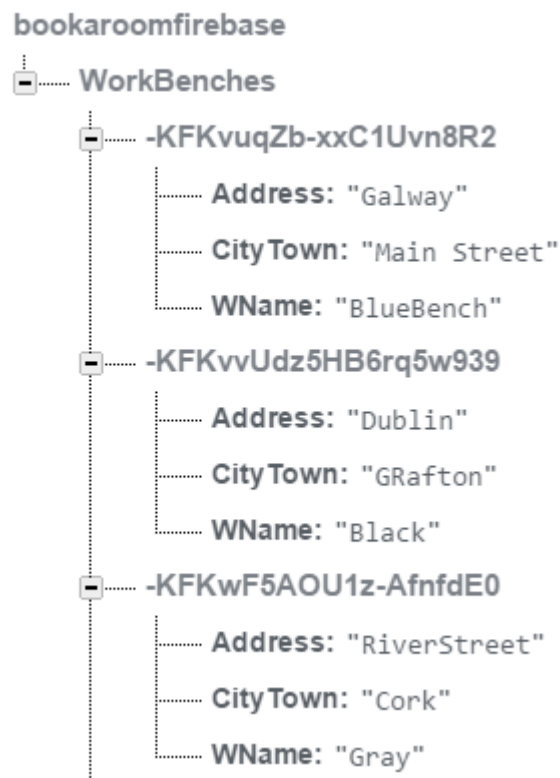 bookaroomfirebase
WorkBenches
-KFKvuqZb-xxC1Uvn8R2
Address: "Galway"
CityTown: "Main Street"
WName: "BlueBench"
-KFKvvUdz5HB6rq5w939
Address: "Dublin"
CityTown: "GRafton"
WName: "Black"
-KFKwF5AOU1z-AfnfdE0
Address: "RiverStreet"
CityTown: "Cork"
WName: "Gray"